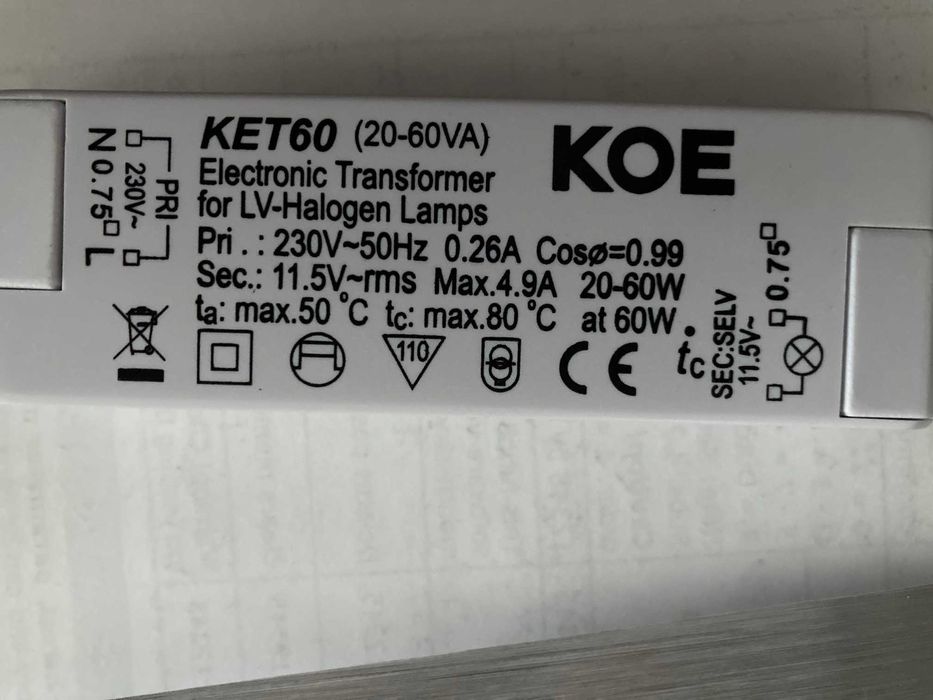 KET60 (20-60VA)
KOE
Electronic Transformer
for LV-Halogen Lamps
Pri.: 230V~50Hz 0.26A Cosø=0.99
Sec.: 11.5V~rms Max.4.9A 20-60W
ta: max.50 °C tc: max.80 °C at 60W
N 0.75 L
230V~
PRI
110
CE
tc
SEC:SELV
11.5V~
0.75